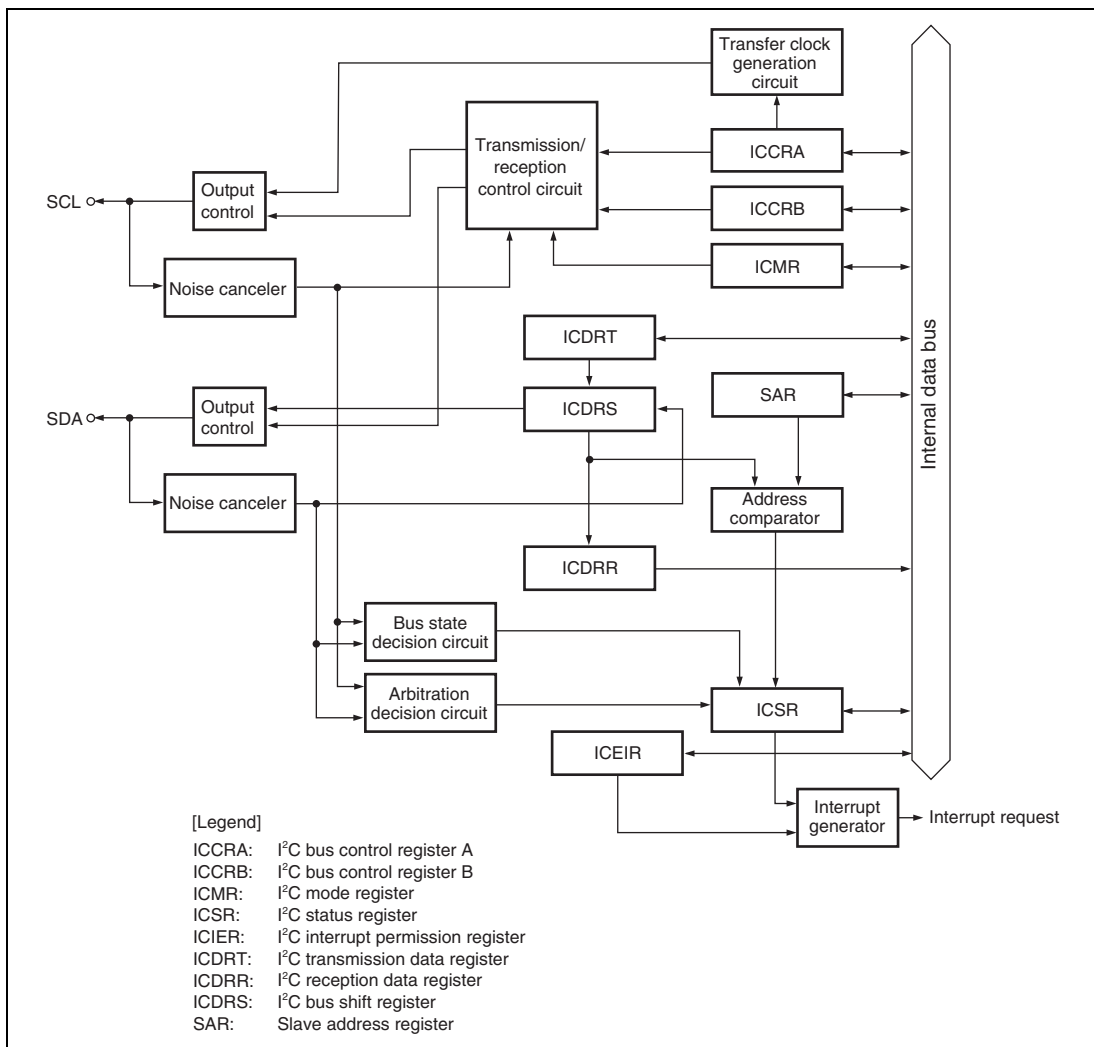 Transfer clock
generation
circuit
Transmission/
reception
control circuit
ICCRA
SCL
Output
control
ICCRB
Noise canceler
ICMR
Internal data bus
ICDRT
SDA
Output
control
ICDRS
SAR
Noise canceler
Address
comparator
ICDRR
Bus state
decision circuit
Arbitration
decision circuit
ICSR
ICEIR
Interrupt
generator
Interrupt request
[Legend]
ICCRA: I²C bus control register A
ICCRB: I²C bus control register B
ICMR: I²C mode register
ICSR: I²C status register
ICIER: I²C interrupt permission register
ICDRT: I²C transmission data register
ICDRR: I²C reception data register
ICDRS: I²C bus shift register
SAR: Slave address register